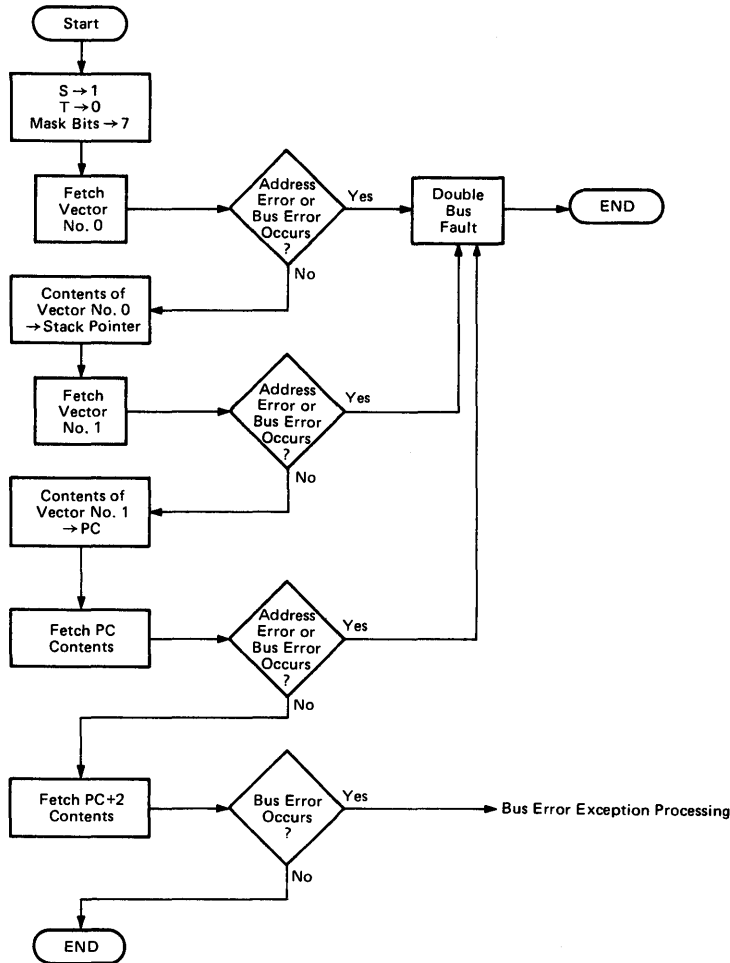 Start
S→1
T→0
Mask Bits→7
Fetch
Vector
No. 0
Address
Error or
Bus Error
Occurs
?
Yes
No
Double
Bus
Fault
END
Contents of
Vector No. 0
→Stack Pointer
Fetch
Vector
No. 1
Address
Error or
Bus Error
Occurs
?
Yes
No
Contents of
Vector No. 1
→PC
Fetch PC
Contents
Address
Error or
Bus Error
Occurs
?
Yes
No
Fetch PC+2
Contents
Bus Error
Occurs
?
Yes
No
Bus Error Exception Processing
END